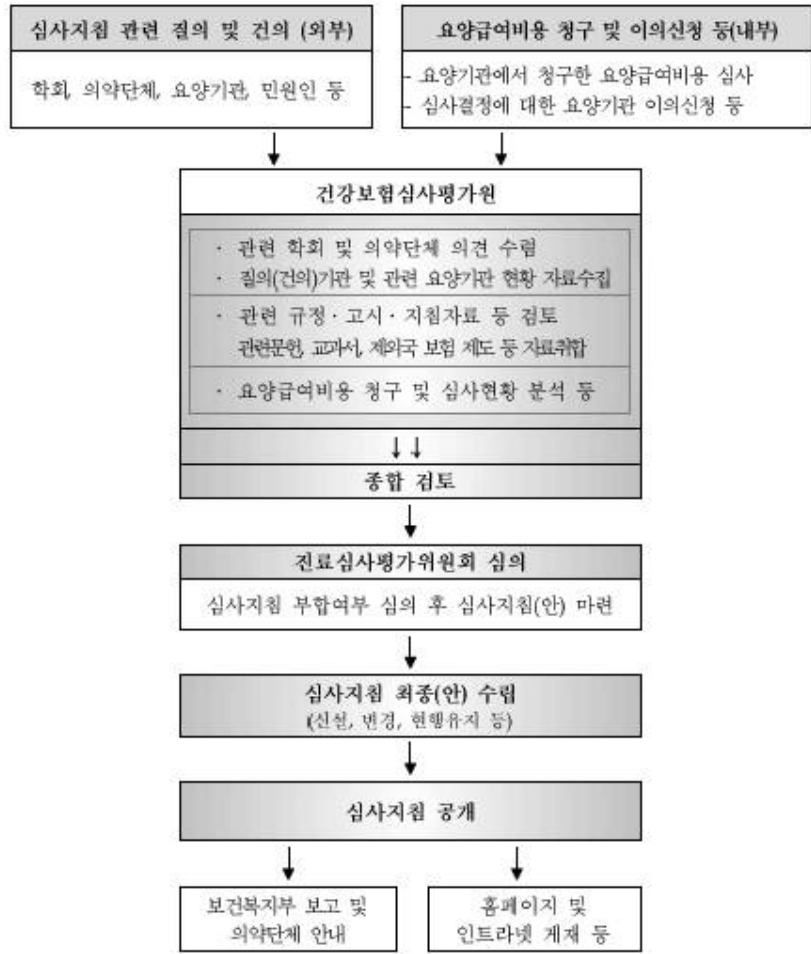 심사지침 관련 질의 및 건의 (외부)
학회, 의약단체, 요양기관, 민원인 등
요양급여비용 청구 및 이의신청 등(내부)
- 요양기관에서 청구한 요양급여비용 심사
- 심사결정에 대한 요양기관 이의신청 등
건강보험심사평가원
· 관련 학회 및 의약단체 의견 수렴
· 질의(건의)기관 및 관련 요양기관 현황 자료수집
· 관련 규정·고시·지침자료 등 검토
관련문헌, 교과서, 제외국 보험 제도 등 자료취합
· 요양급여비용 청구 및 심사현황 분석 등
↓↓
종합 검토
진료심사평가위원회 심의
심사지침 부합여부 심의 후 심사지침(안) 마련
심사지침 최종(안) 수립
(신설, 변경, 현행유지 등)
심사지침 공개
보건복지부 보고 및
의약단체 안내
홈페이지 및
인트라넷 게재 등